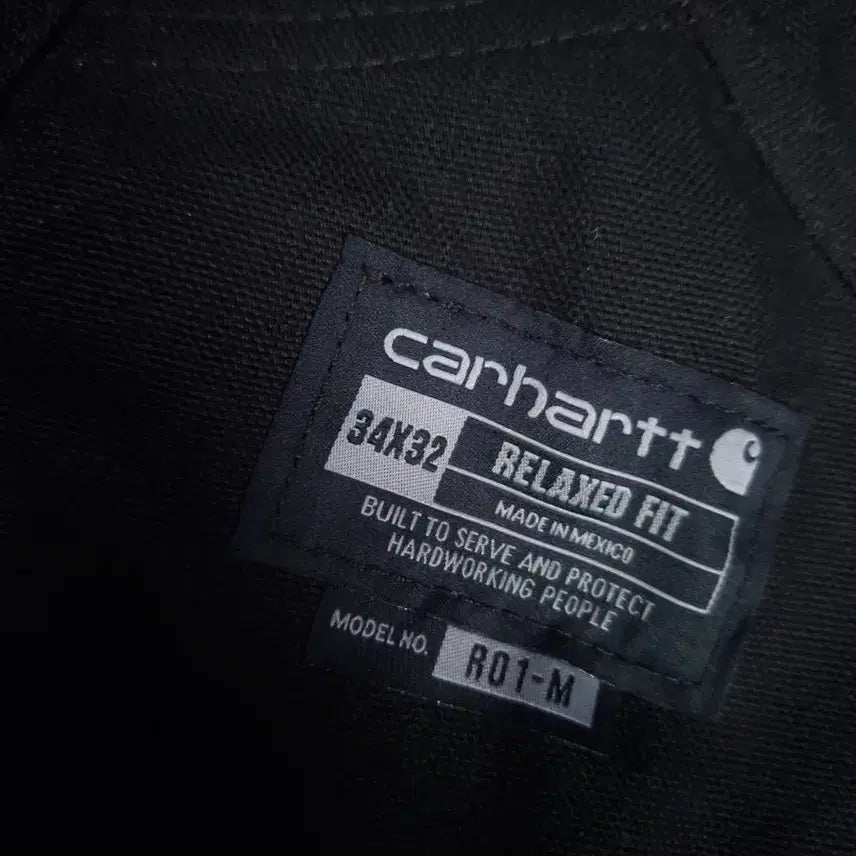 carhartt
34X32
RELAXED FIT
MADE IN MEXICO
BUILT TO SERVE AND PROTECT
HARDWORKING PEOPLE
MODEL NO. R01-M